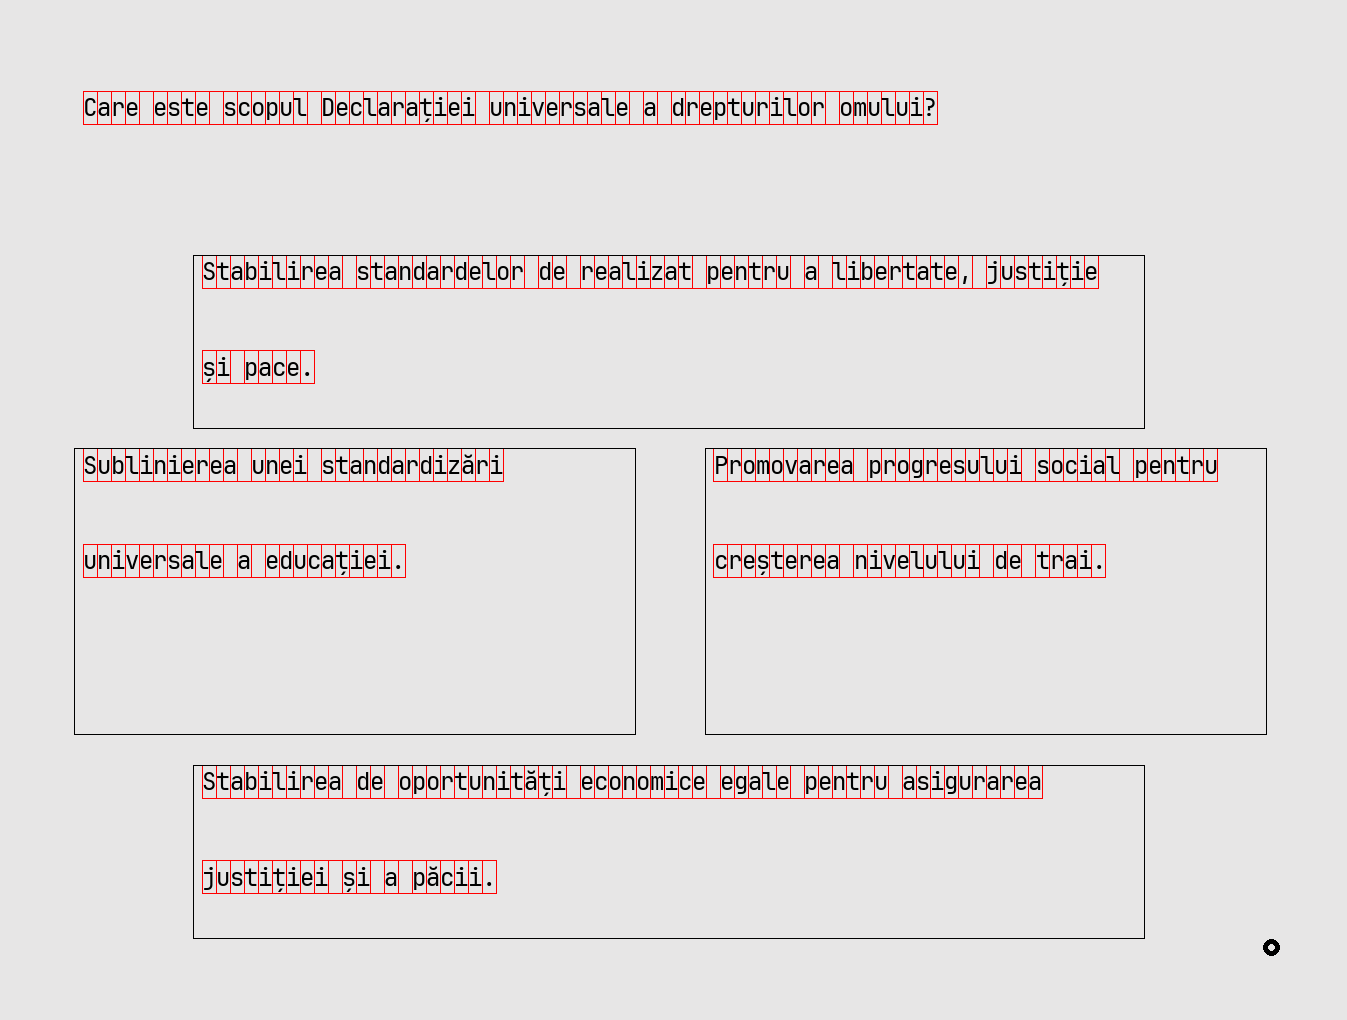 Care este scopul Declarației universale a drepturilor omului?
Stabilirea standardelor de realizat pentru a libertate, justiție
și pace.
Sublinierea unei standardizări
universale a educației.
Promovarea progresului social pentru
creșterea nivelului de trai.
Stabilirea de oportunități economice egale pentru asigurarea
justiției și a păcii.